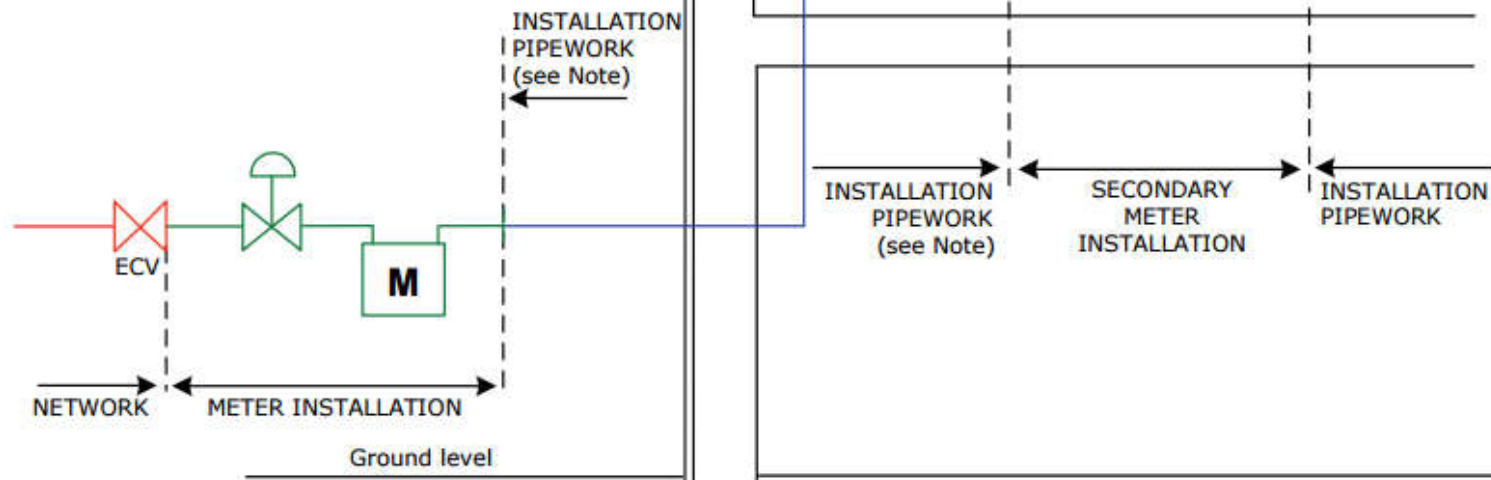 INSTALLATION
PIPEWORK
(see Note)
ECV
M
NETWORK
METER INSTALLATION
Ground level
INSTALLATION
PIPEWORK
(see Note)
SECONDARY
METER
INSTALLATION
INSTALLATION
PIPEWORK